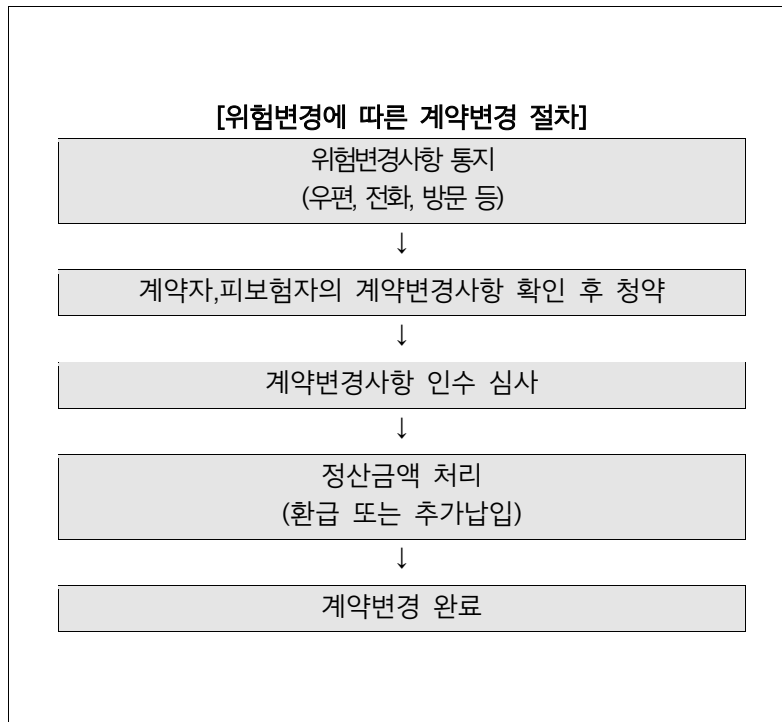 [위험변경에 따른 계약변경 절차]
위험변경사항 통지
(우편, 전화, 방문 등)
↓
계약자,피보험자의 계약변경사항 확인 후 청약
↓
계약변경사항 인수 심사
↓
정산금액 처리
(환급 또는 추가납입)
↓
계약변경 완료